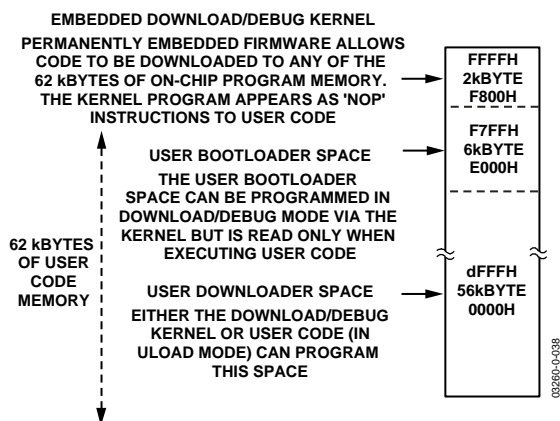 EMBEDDED DOWNLOAD/DEBUG KERNEL
PERMANENTLY EMBEDDED FIRMWARE ALLOWS
CODE TO BE DOWNLOADED TO ANY OF THE
62 kBYTES OF ON-CHIP PROGRAM MEMORY.
THE KERNEL PROGRAM APPEARS AS 'NOP'
INSTRUCTIONS TO USER CODE
FFFFH
2kBYTE
F800H
USER BOOTLOADER SPACE
THE USER BOOTLOADER
SPACE CAN BE PROGRAMMED IN
DOWNLOAD/DEBUG MODE VIA THE
KERNEL BUT IS READ ONLY WHEN
EXECUTING USER CODE
F7FFH
6kBYTE
E000H
62 kBYTES
OF USER
CODE
MEMORY
USER DOWNLOADER SPACE
EITHER THE DOWNLOAD/DEBUG
KERNEL OR USER CODE (IN
ULOAD MODE) CAN PROGRAM
THIS SPACE
dFFFH
56kBYTE
0000H
03260-0-038